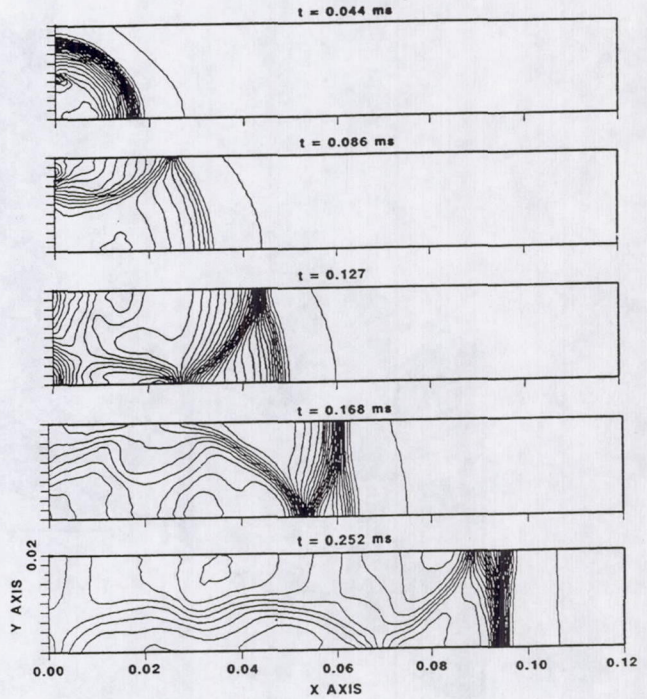 t = 0.044 ms
t = 0.086 ms
t = 0.127
t = 0.168 ms
t = 0.252 ms
0.02
Y AXIS
0.00 0.02 0.04 0.06 0.08 0.10 0.12
X AXIS